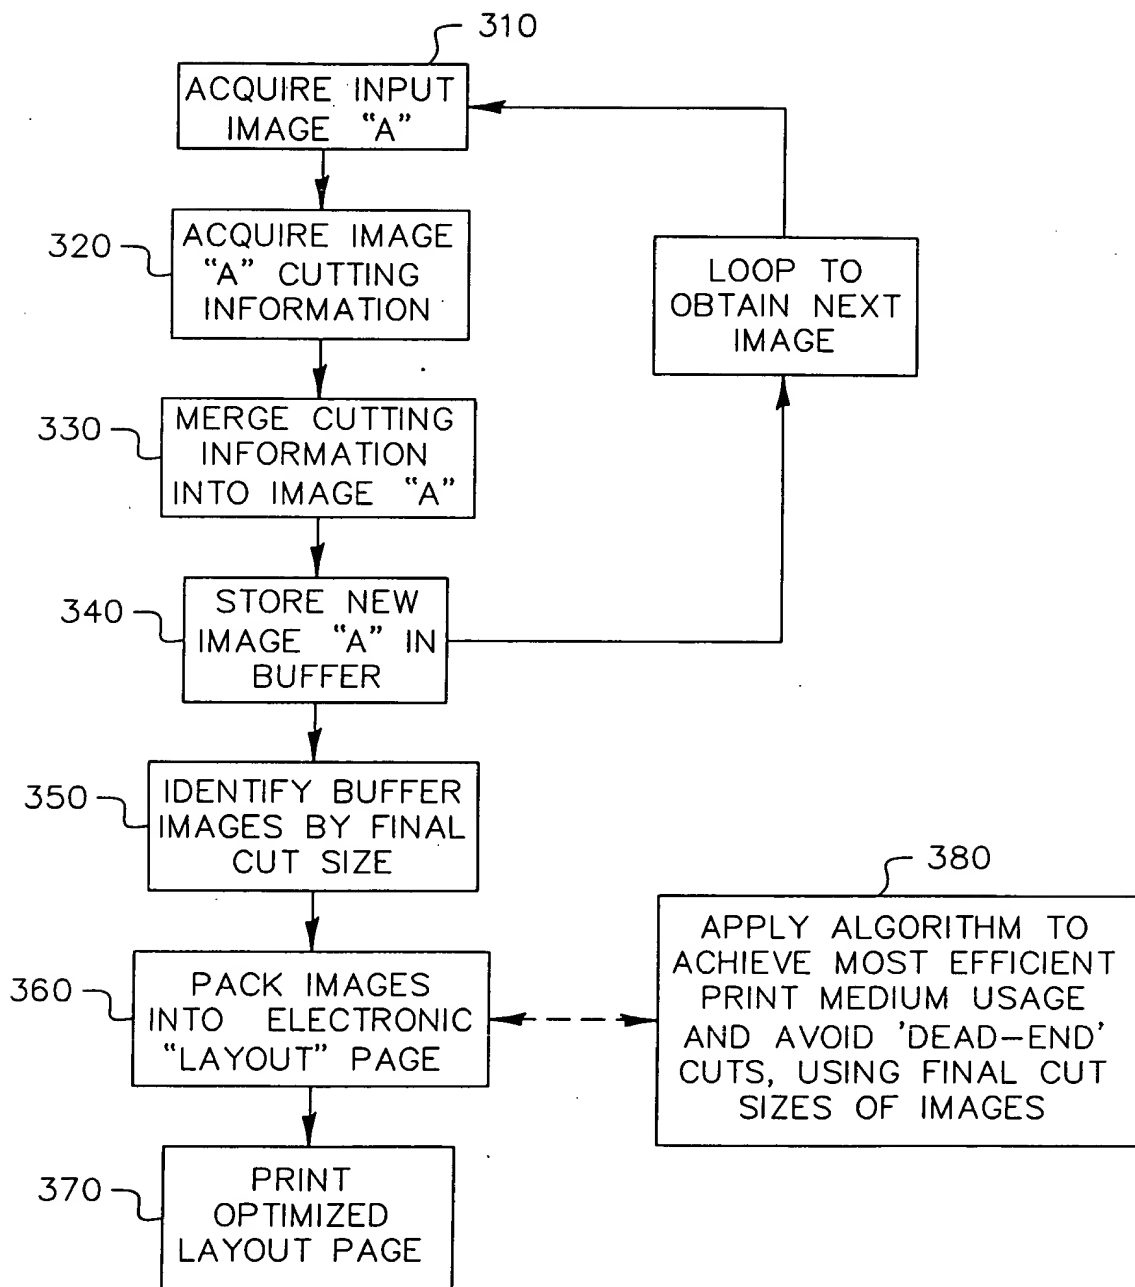 310
ACQUIRE INPUT
IMAGE “A”
320
ACQUIRE IMAGE
“A” CUTTING
INFORMATION
LOOP TO
OBTAIN NEXT
IMAGE
330
MERGE CUTTING
INFORMATION
INTO IMAGE “A”
340
STORE NEW
IMAGE “A” IN
BUFFER
350
IDENTIFY BUFFER
IMAGES BY FINAL
CUT SIZE
360
PACK IMAGES
INTO ELECTRONIC
“LAYOUT” PAGE
380
APPLY ALGORITHM TO
ACHIEVE MOST EFFICIENT
PRINT MEDIUM USAGE
AND AVOID 'DEAD-END'
CUTS, USING FINAL CUT
SIZES OF IMAGES
370
PRINT
OPTIMIZED
LAYOUT PAGE